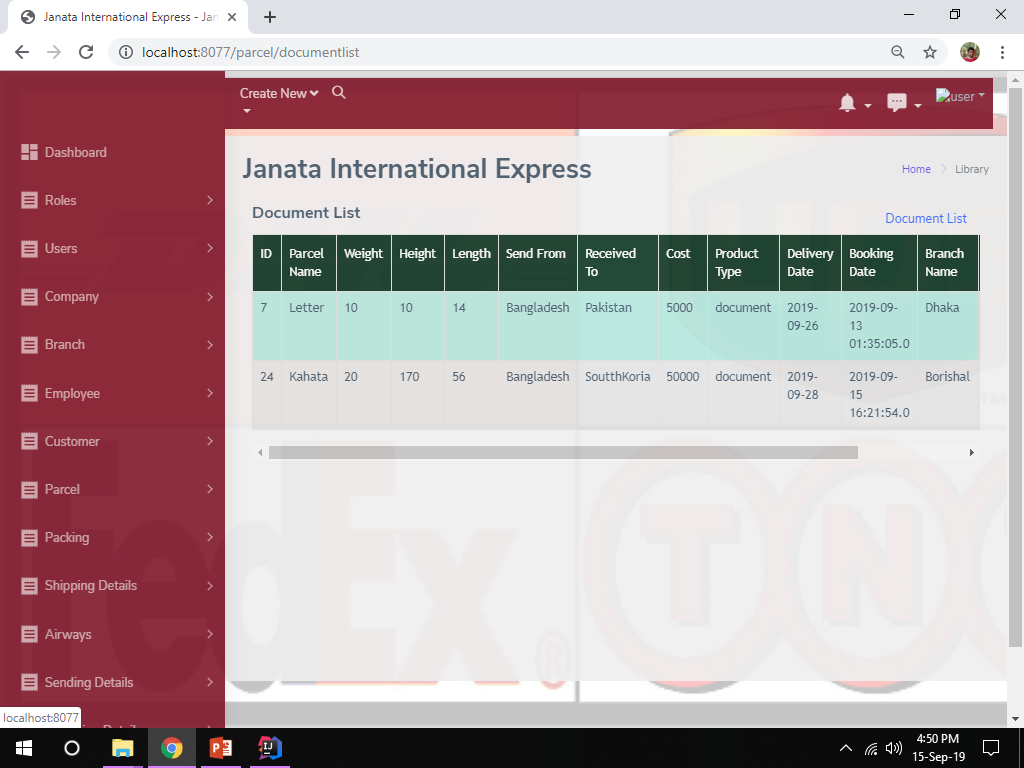 Janata International Express - Jan
localhost:8077/parcel/documentlist
Create New
user
Dashboard
Roles
Users
Company
Branch
Employee
Customer
Parcel
Packing
Shipping Details
Airways
Sending Details
localhost:8077
Janata International Express
Home
Library
Document List
Document List
ID Parcel Name Weight Height Length Send From Received To Cost Product Type Delivery Date Booking Date Branch Name
7 Letter 10 10 14 Bangladesh Pakistan 5000 document 2019-09-26 2019-09-13 01:35:05.0 Dhaka
24 Kahata 20 170 56 Bangladesh SoutthKoria 50000 document 2019-09-28 2019-09-15 16:21:54.0 Borishal
FedEx ®
TN
TM
4:50 PM
15-Sep-19